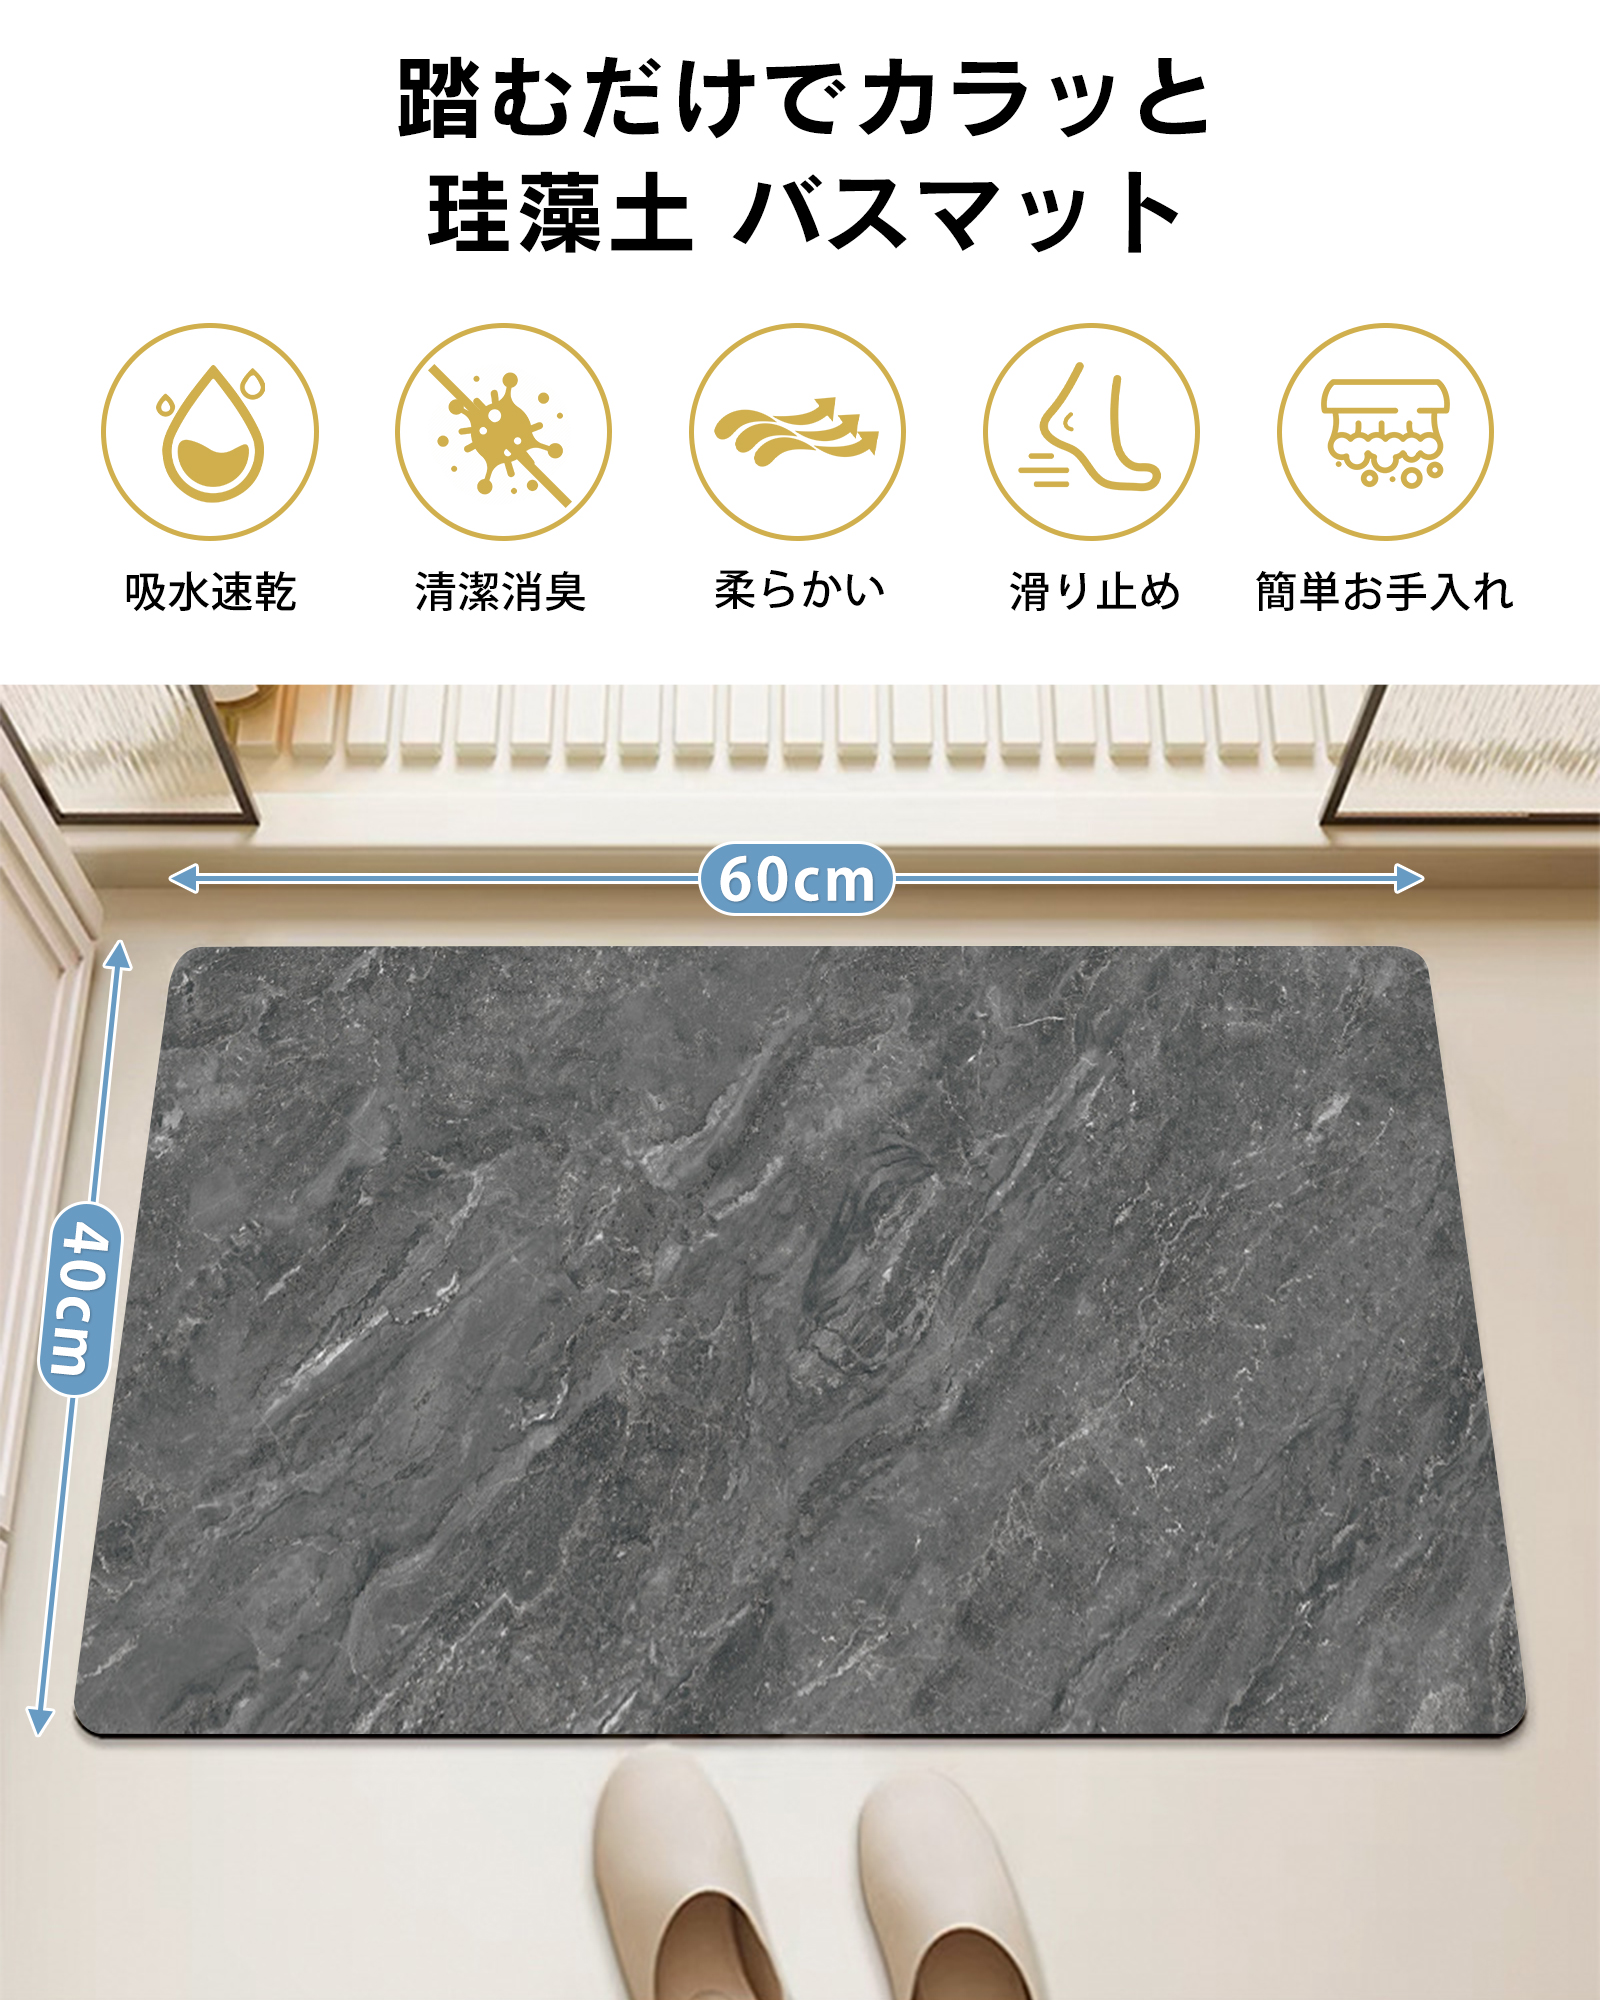 踏むだけでカラッと
珪藻土 バスマット
吸水速乾
清潔消臭
柔らかい
滑り止め
簡単お手入れ
60cm
40cm